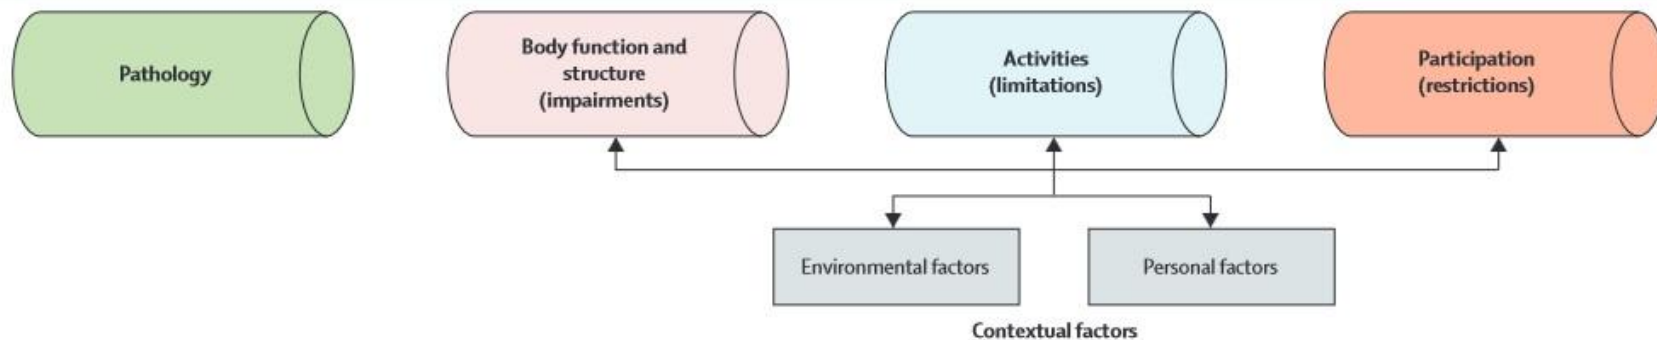 Pathology
Body function and
structure
(impairments)
Activities
(limitations)
Participation
(restrictions)
Environmental factors
Personal factors
Contextual factors